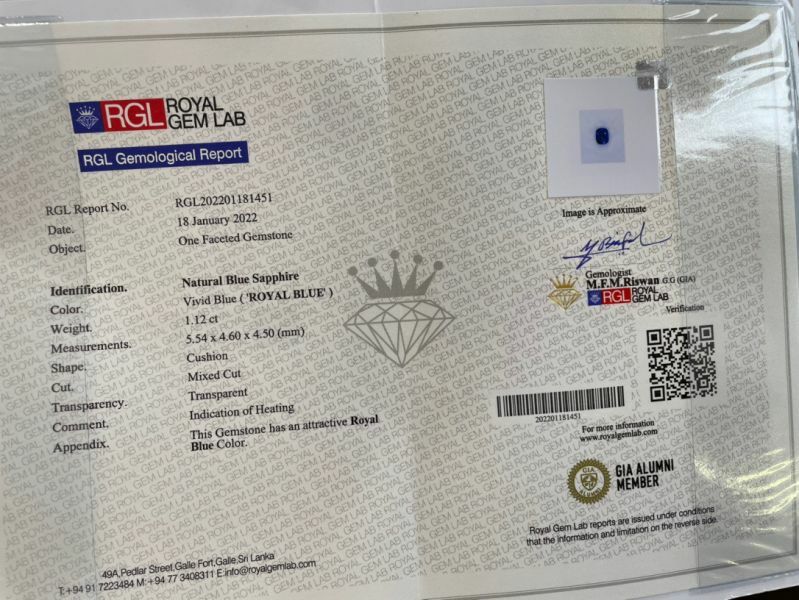 RGL ROYAL
GEM LAB
RGL Gemological Report
RGL Report No. RGL202201181451
Date. 18 January 2022
Object. One Faceted Gemstone
Identification. Natural Blue Sapphire
Color. Vivid Blue ( 'ROYAL BLUE' )
Weight. 1.12 ct
Measurements. 5.54 x 4.60 x 4.50 (mm)
Shape. Cushion
Cut. Mixed Cut
Transparency. Transparent
Comment. Indication of Heating
Appendix. This Gemstone has an attractive Royal
Blue Color.
49A,Pedlar Street,Galle Fort,Galle,Sri Lanka
T:+94 91 7223484 M:+94 77 3408311 E:info@royalgemlab.com
Image is Approximate
Gemologist
M.F.M.Riswan G.G (GIA)
RGL ROYAL
GEM LAB
Verification
202201181451
For more information
www.royalgemlab.com
GIA
ALUMNI
GIA ALUMNI
MEMBER
Royal Gem Lab reports are issued under conditions
that the information and limitation on the reverse side.